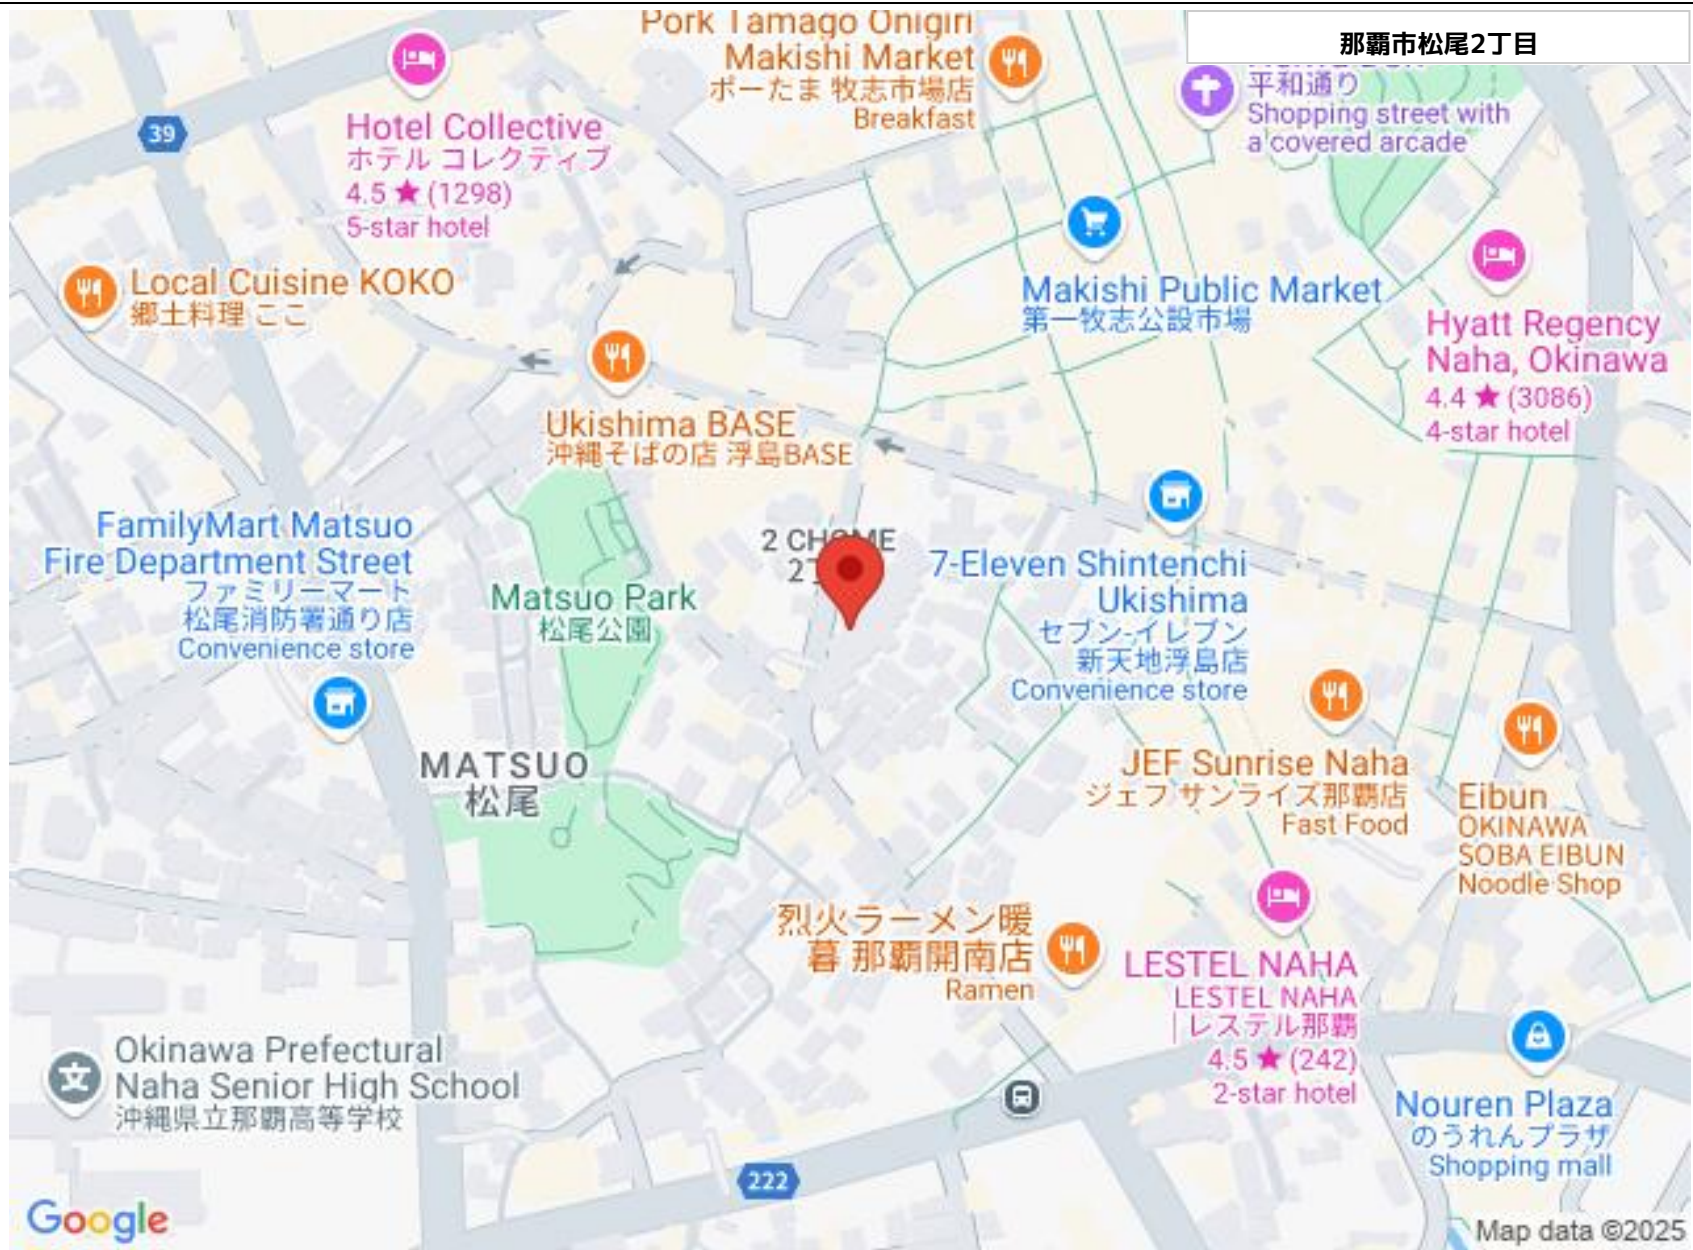 那覇市松尾2丁目
Pork Tamago Onigiri
Makishi Market
ポーたま 牧志市場店
Breakfast
平和通り
Shopping street with
a covered arcade
39
Hotel Collective
ホテル コレクティブ
4.5 ★ (1298)
5-star hotel
Local Cuisine KOKO
郷土料理 ここ
Makishi Public Market
第一牧志公設市場
Hyatt Regency
Naha, Okinawa
4.4 ★ (3086)
4-star hotel
Ukishima BASE
沖縄そばの店 浮島BASE
FamilyMart Matsuo
Fire Department Street
ファミリーマート
松尾消防署通り店
Convenience store
Matsuo Park
松尾公園
7-Eleven Shintenchi
Ukishima
セブン-イレブン
新天地浮島店
Convenience store
MATSUO
松尾
JEF Sunrise Naha
ジェフ サンライズ那覇店
Fast Food
Eibun
OKINAWA
SOBA EIBUN
Noodle Shop
烈火ラーメン暖
暮 那覇開南店
Ramen
LESTEL NAHA
LESTEL NAHA
| レステル那覇
4.5 ★ (242)
2-star hotel
Okinawa Prefectural
Naha Senior High School
沖縄県立那覇高等学校
Nouren Plaza
のうれんプラザ
Shopping mall
222
Google
Map data ©2025